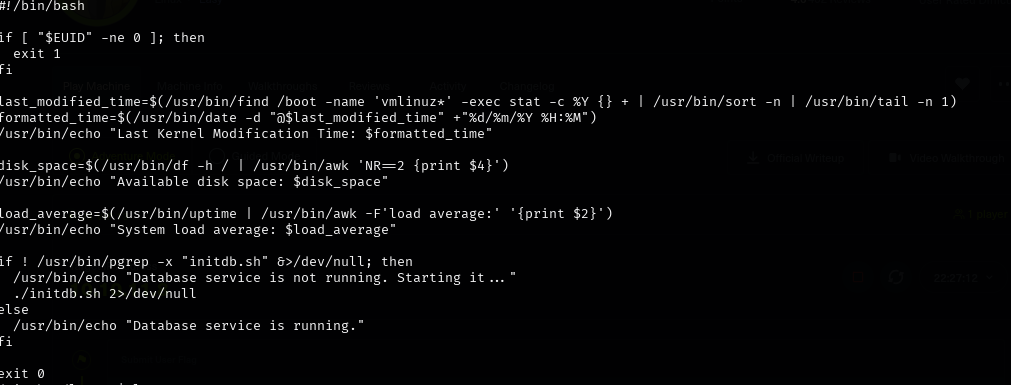 #!/bin/bash
if [ "$EUID" -ne 0 ]; then
exit 1
fi
last_modified_time=$(/usr/bin/find /boot -name 'vmlinuz*' -exec stat -c %Y {} + | /usr/bin/sort -n | /usr/bin/tail -n 1)
formatted_time=$(/usr/bin/date -d "@$last_modified_time" +"%d/%m/%Y %H:%M")
/usr/bin/echo "Last Kernel Modification Time: $formatted_time"
disk_space=$(/usr/bin/df -h / | /usr/bin/awk 'NR==2 {print $4}')
/usr/bin/echo "Available disk space: $disk_space"
load_average=$(/usr/bin/uptime | /usr/bin/awk -F'load average:' '{print $2}')
/usr/bin/echo "System load average: $load_average"
if ! /usr/bin/pgrep -x "initdb.sh" &>/dev/null; then
/usr/bin/echo "Database service is not running. Starting it..."
./initdb.sh 2>/dev/null
else
/usr/bin/echo "Database service is running."
fi
exit 0
Official Writeup
Video Walkthrough